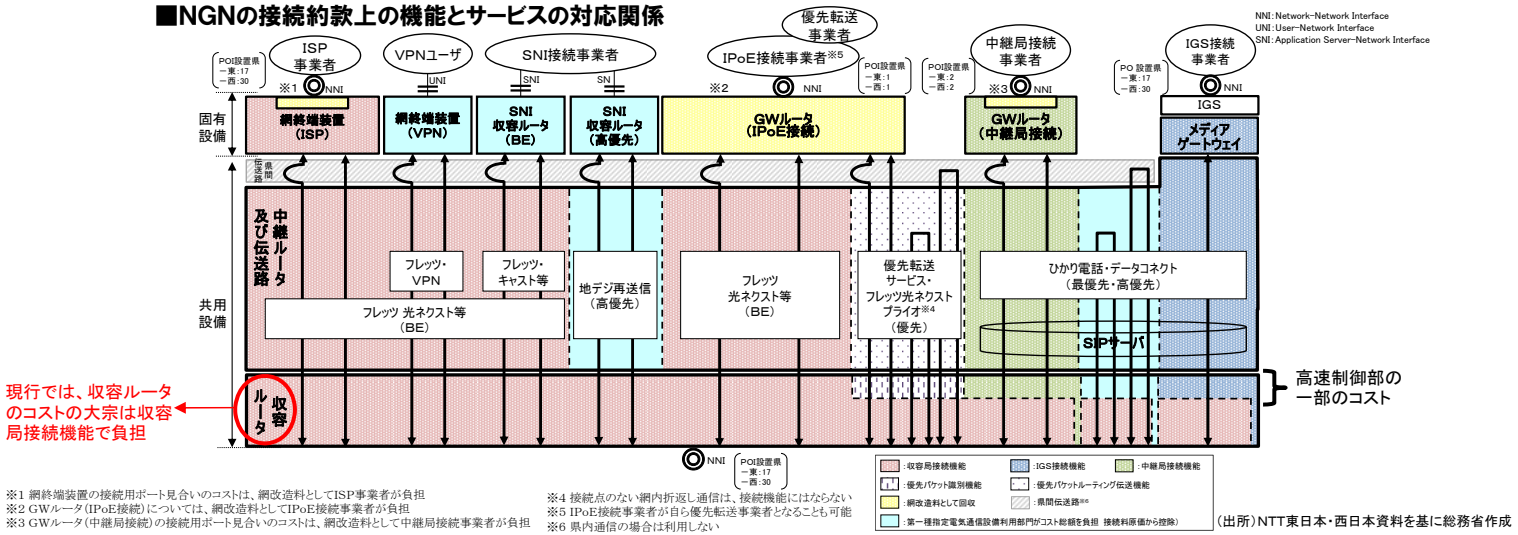 ■NGNの接続約款上の機能とサービスの対応関係
NNI:Network-Network Interface
UNI:User-Network Interface
SNI:Application Server-Network Interface
優先転送
事業者
ISP
事業者
VPNユーザ
SNI接続事業者
IPoE接続事業者※5
中継局接続
事業者
IGS接続
事業者
POI設置県
-東:17
-西:30
※1
NNI
UNI
SNI
SN
※2
NNI
POI設置県
-東:1
-西:1
POI設置県
-東:2
-西:2
※3
NNI
PO 設置県
-東:17
-西:30
NNI
IGS
固有
設備
網終端装置
(ISP)
網終端装置
(VPN)
SNI
収容ルータ
(BE)
SNI
収容ルータ
(高優先)
GWルータ
(IPoE接続)
GWルータ
(中継局接続)
メディア
ゲートウェイ
県間
伝送路
共用
設備
中継ルータ
及び伝送路
フレッツ・
VPN
フレッツ・
キャスト等
フレッツ 光ネクスト等
(BE)
地デジ再送信
(高優先)
フレッツ
光ネクスト等
(BE)
優先転送
サービス・
フレッツ光ネクスト
プライオ※4
(優先)
ひかり電話・データコネクト
(最優先・高優先)
SIPサーバ
現行では、収容ルータ
のコストの大宗は収容
局接続機能で負担
収容
ルータ
高速制御部の
一部のコスト
NNI
POI設置県
-東:17
-西:30
:収容局接続機能
:IGS接続機能
:中継局接続機能
:優先パケット識別機能
:優先パケットルーティング伝送機能
:網改造料として回収
:県間伝送路※6
:第一種指定電気通信設備利用部門がコスト総額を負担 接続料原価から控除)
※1 網終端装置の接続用ポート見合いのコストは、網改造料としてISP事業者が負担
※2 GWルータ(IPoE接続)については、網改造料としてIPoE接続事業者が負担
※3 GWルータ(中継局接続)の接続用ポート見合いのコストは、網改造料として中継局接続事業者が負担
※4 接続点のない網内折返し通信は、接続機能にはならない
※5 IPoE接続事業者が自ら優先転送事業者となることも可能
※6 県内通信の場合は利用しない
(出所)NTT東日本・西日本資料を基に総務省作成